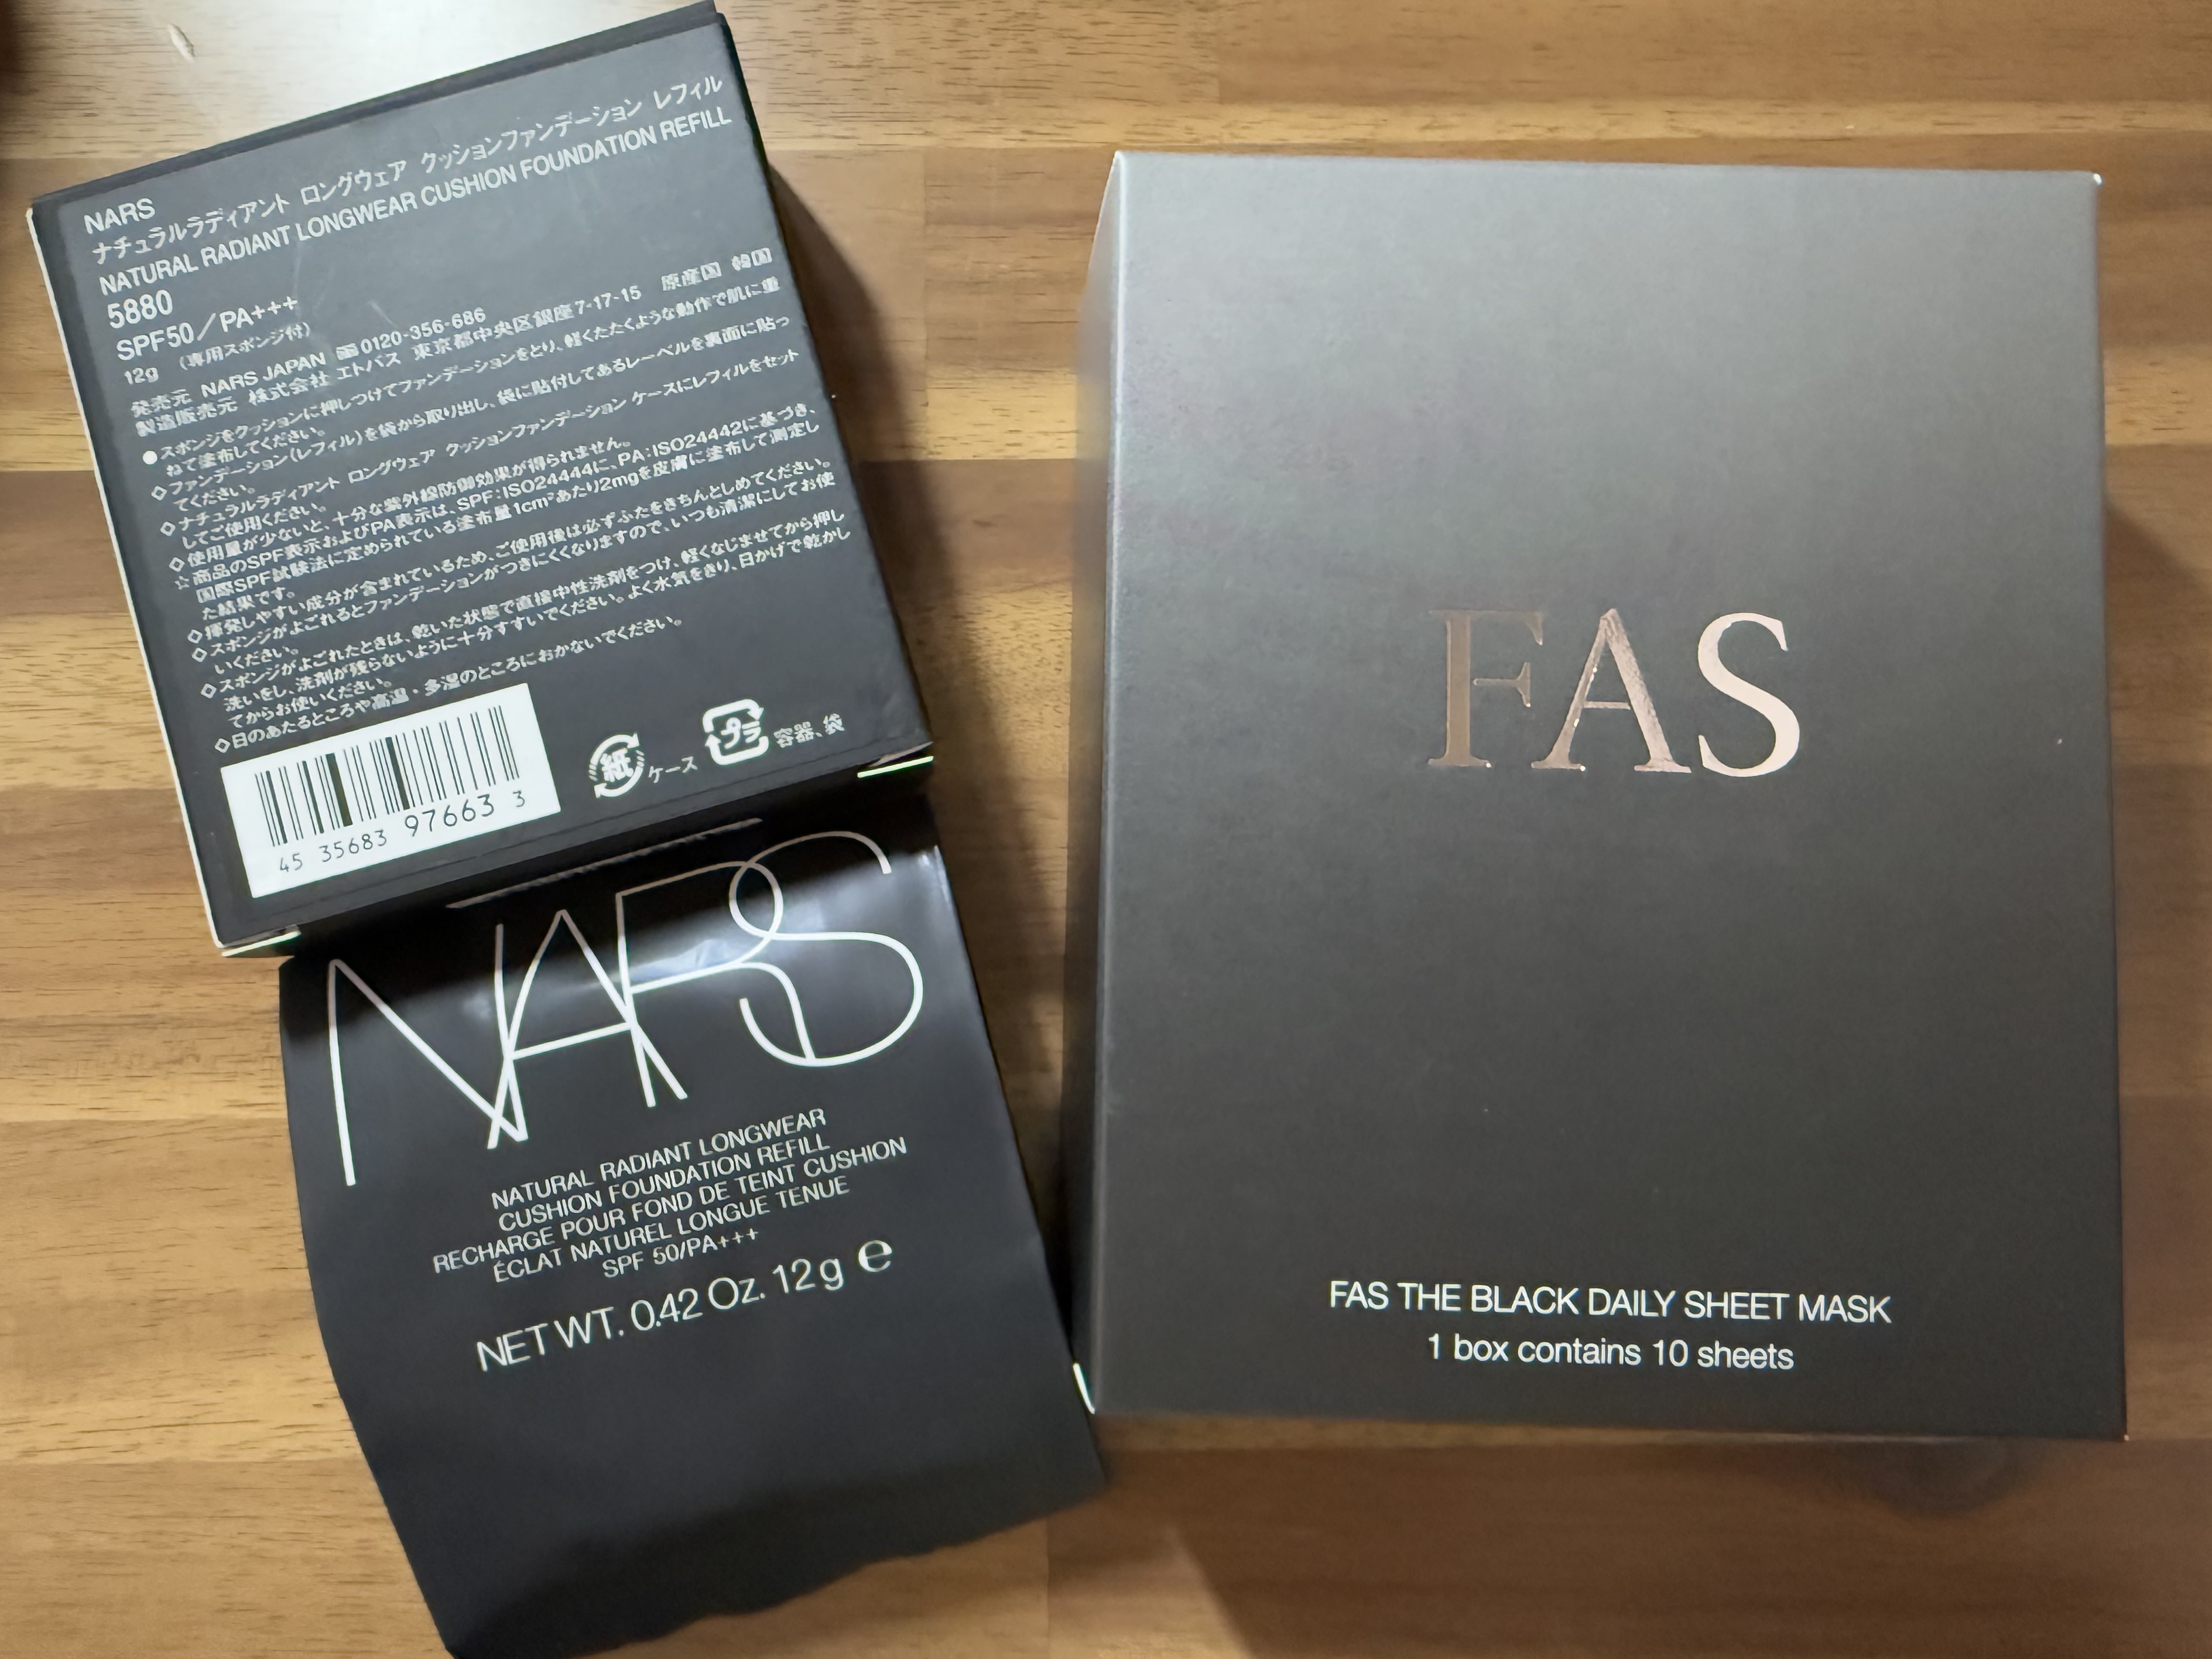 NARS
ナチュラルラディアント ロングウェア クッションファンデーション レフィル
NATURAL RADIANT LONGWEAR CUSHION FOUNDATION REFILL
5880
SPF50/PA+++
12g (専用スポンジ付)
発売元 NARS JAPAN 0120-356-686
製造販売元 株式会社 エトバス 東京都中央区銀座7-17-15 原産国 韓国
●スポンジをクッションに押しつけてファンデーションをとり、軽くたたくような動作で肌に重
ねて塗布してください。
◇ファンデーション(レフィル)を袋から取り出し、袋に貼付してあるレーベルを裏面に貼っ
てください。
◇ナチュラルラディアント ロングウェア クッションファンデーション ケースにレフィルをセット
してご使用ください。
◇使用量が少ないと、十分な紫外線防御効果が得られません。
☆商品のSPF表示およびPA表示は、SPF:ISO24444に、PA:ISO24442に基づき、
国際SPF試験法に定められている塗布量1cm²あたり2mgを皮膚に塗布して測定し
た結果です。
◇揮発しやすい成分が含まれているため、ご使用後は必ずふたをきちんとしめてください。
◇スポンジがよごれるとファンデーションがつきにくくなりますので、いつも清潔にしてお使
いください。
◇スポンジがよごれたときは、乾いた状態で直接中性洗剤をつけ、軽くなじませてから押し
洗いをし、洗剤が残らないように十分すすいでください。よく水気をきり、日かげで乾かし
てからお使いください。
◇日のあたるところや高温・多湿のところにおかないでください。
45 35683 97663 3
紙 ケース プラ 容器、袋
NARS
NATURAL RADIANT LONGWEAR
CUSHION FOUNDATION REFILL
RECHARGE POUR FOND DE TEINT CUSHION
ÉCLAT NATUREL LONGUE TENUE
SPF 50/PA+++
NET WT. 0.42 Oz. 12g e
FAS
FAS THE BLACK DAILY SHEET MASK
1 box contains 10 sheets